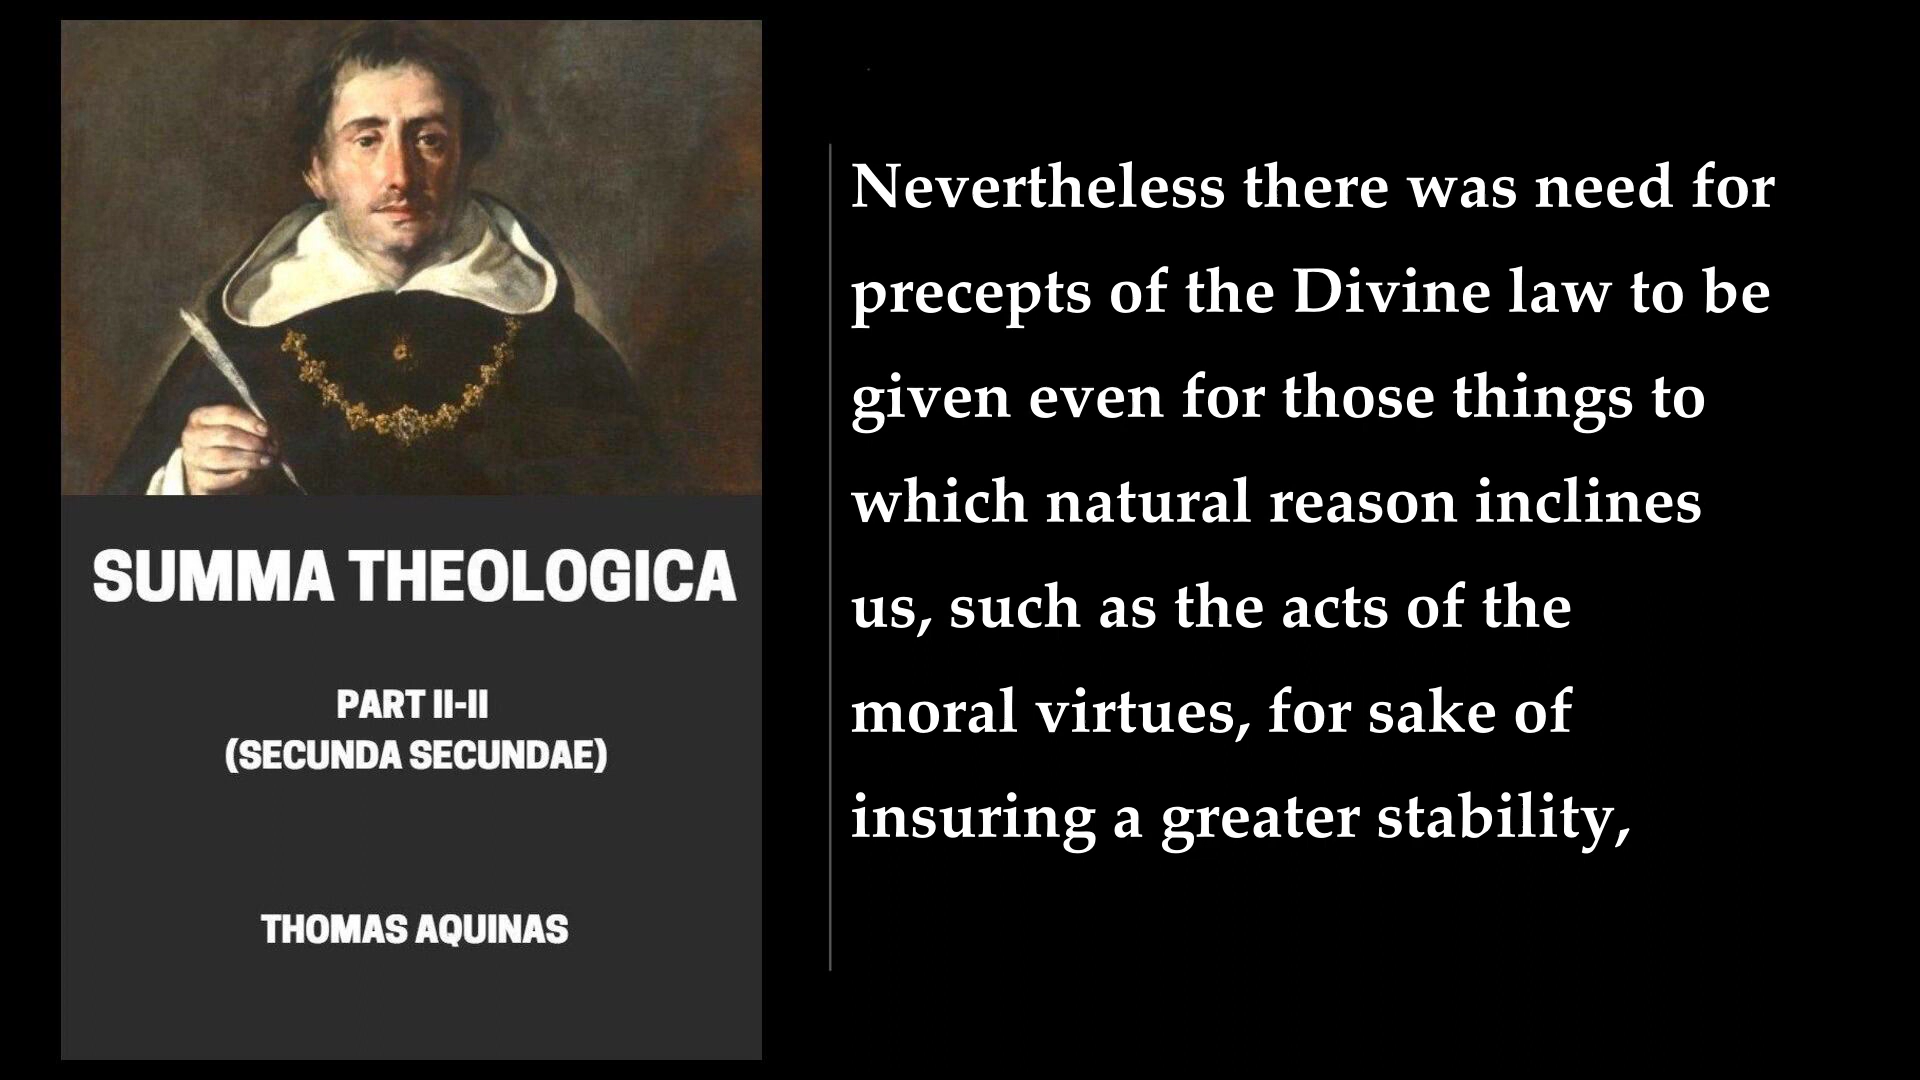 SUMMA THEOLOGICA
PART II-II
(SECUNDA SECUNDAE)
THOMAS AQUINAS
Nevertheless there was need for
precepts of the Divine law to be
given even for those things to
which natural reason inclines
us, such as the acts of the
moral virtues, for sake of
insuring a greater stability,